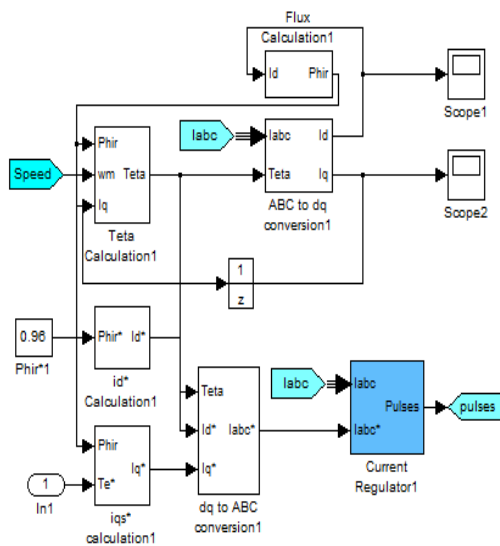 Flux
Calculation1
Id Phir
Scope1
Iabc
Iabc Id
Teta Iq
ABC to dq
conversion1
Scope2
Speed
Phir
wm Teta
Iq
Teta
Calculation1
1
z
0.96
Phir*1
Phir* Id*
id*
Calculation1
Iabc
Iabc
Pulses
Iabc*
pulses
Current
Regulator1
Teta
Id* Iabc*
Iq*
dq to ABC
conversion1
Phir
Iq*
Te*
iqs*
calculation1
1
In1